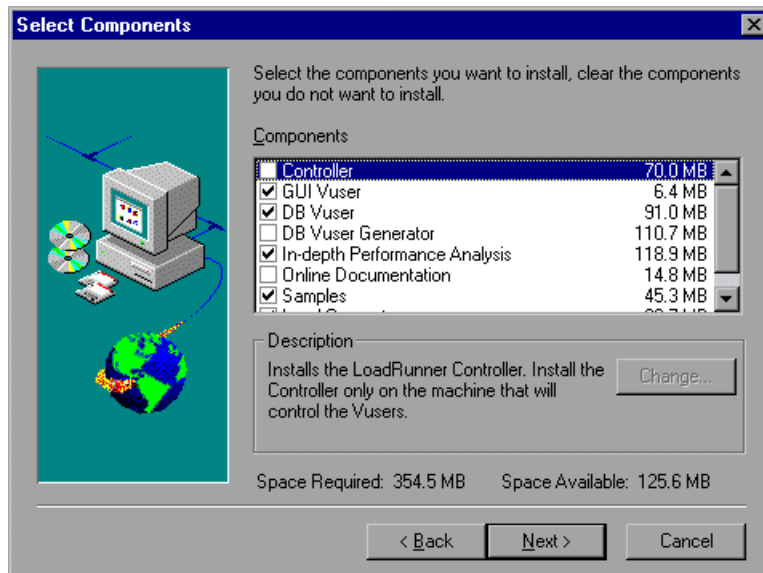 Select Components
Select the components you want to install, clear the components
you do not want to install.
Components
Controller 70.0 MB
GUI Vuser 6.4 MB
DB Vuser 91.0 MB
DB Vuser Generator 110.7 MB
In-depth Performance Analysis 118.9 MB
Online Documentation 14.8 MB
Samples 45.3 MB
Description
Installs the LoadRunner Controller. Install the
Controller only on the machine that will
control the Vusers.
Change...
Space Required: 354.5 MB Space Available: 125.6 MB
< Back Next > Cancel